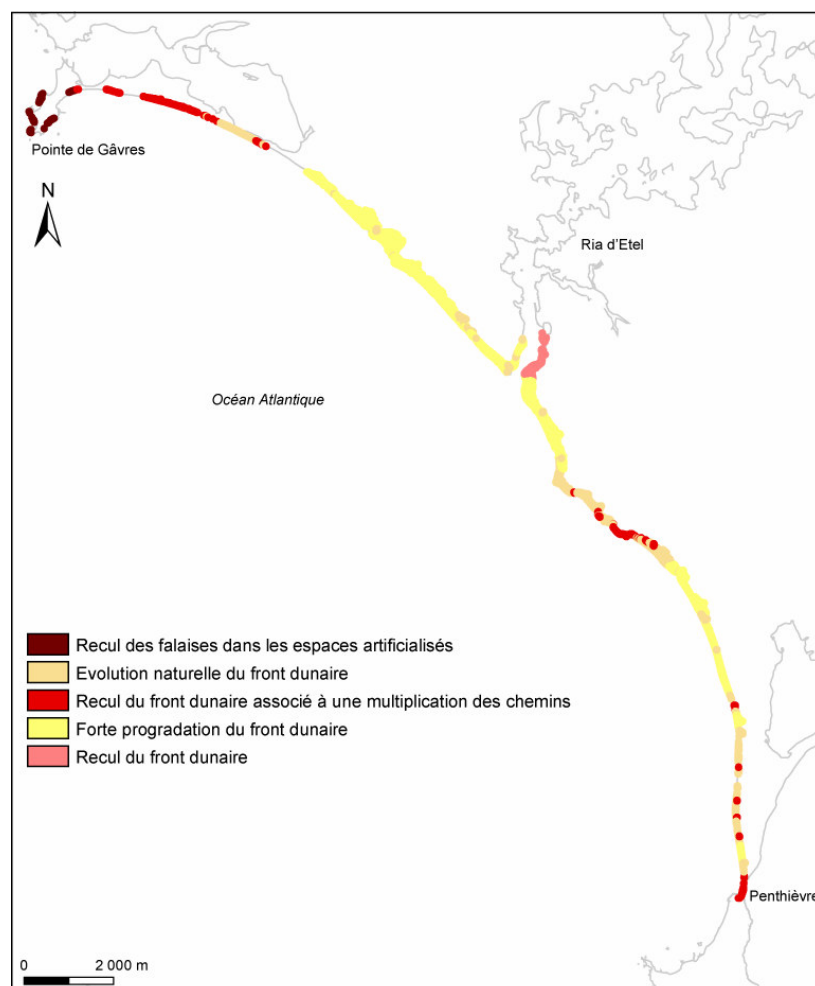 Pointe de Gâvres
N
Ria d'Etel
Océan Atlantique
Recul des falaises dans les espaces artificialisés
Evolution naturelle du front dunaire
Recul du front dunaire associé à une multiplication des chemins
Forte progradation du front dunaire
Recul du front dunaire
Penthièvre
0 2 000 m